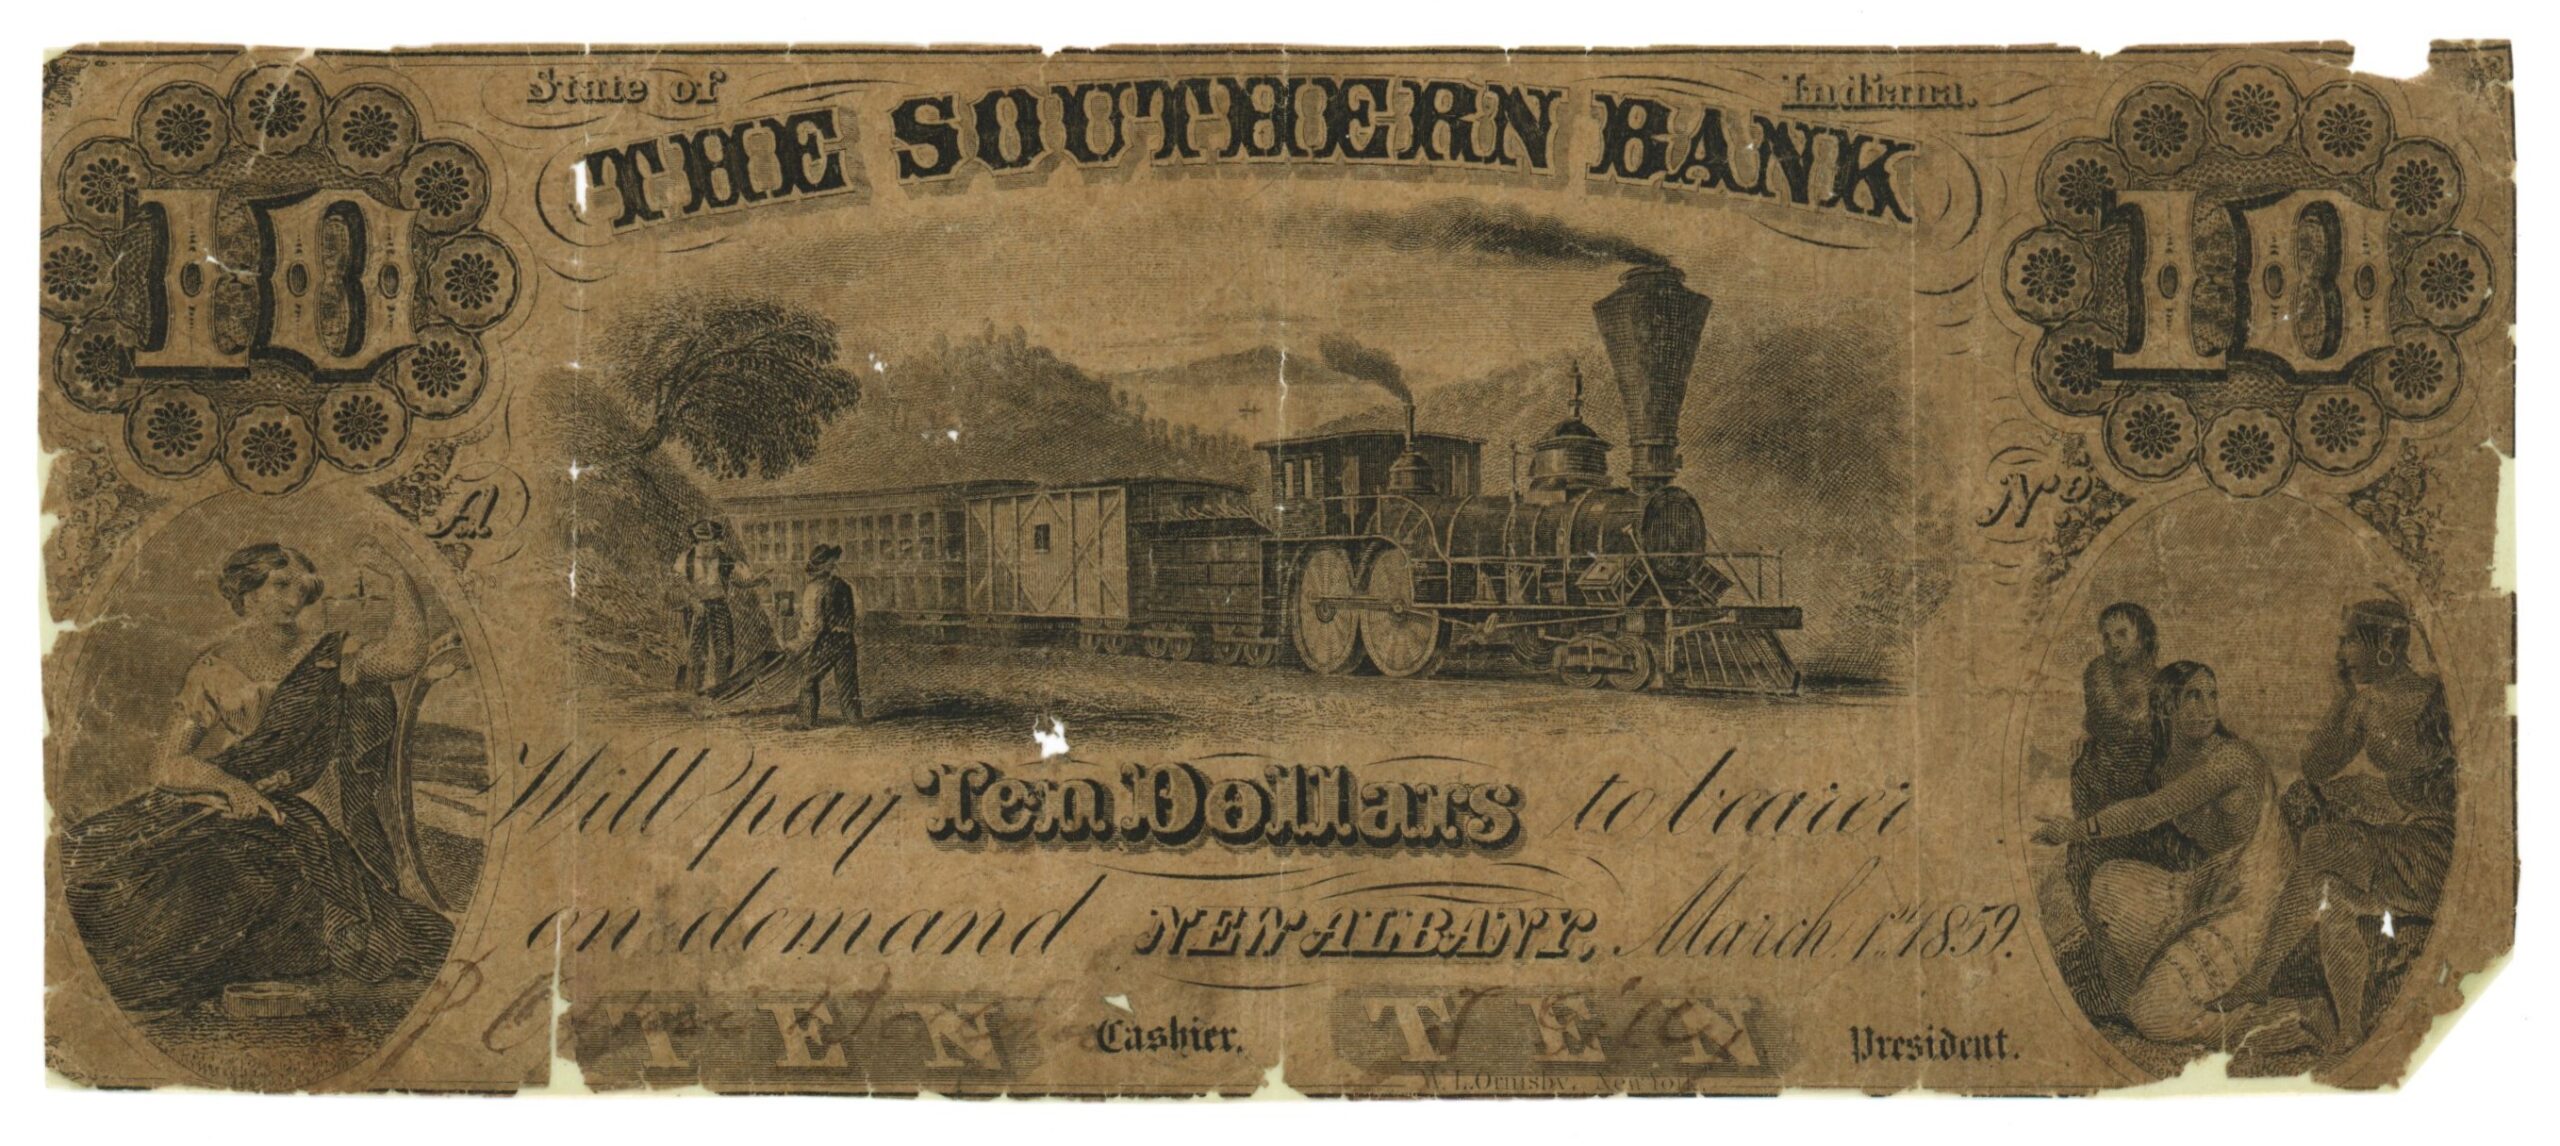 State of Indiana.
THE SOUTHERN BANK
10 10
A No
Will pay Ten Dollars to bearer
on demand NEW ALBANY, March 1st 1859.
TEN Cashier. TEN President.
W. L. Ormsby, New York.